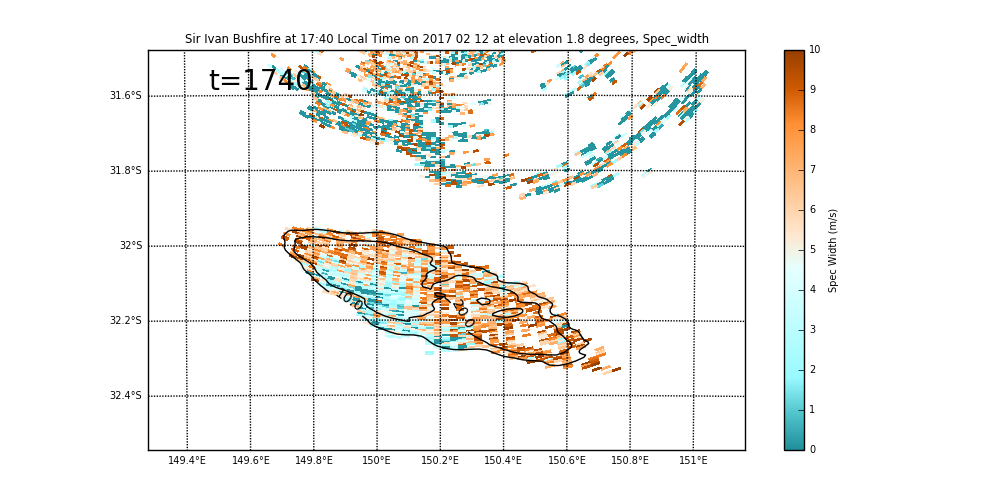 Sir Ivan Bushfire at 17:40 Local Time on 2017 02 12 at elevation 1.8 degrees, Spec_width
t=1740
31.6°S
31.8°S
32°S
32.2°S
32.4°S
149.4°E 149.6°E 149.8°E 150°E 150.2°E 150.4°E 150.6°E 150.8°E 151°E
10.0
10
9
8
7
6
5
4
3
2
1
0
Spec Width (m/s)